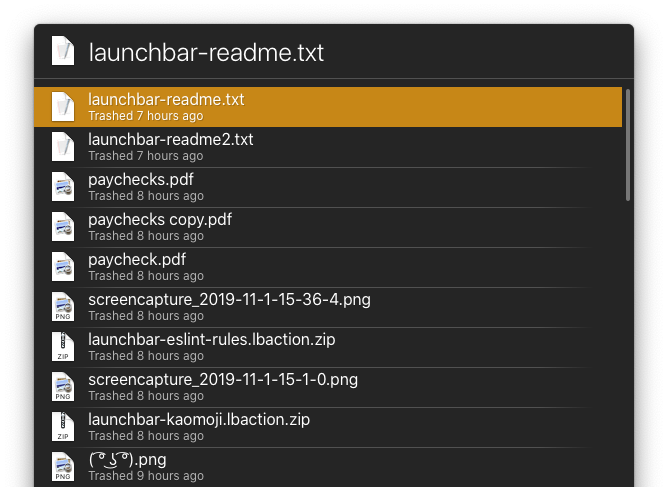 launchbar-readme.txt
launchbar-readme.txt
Trashed 7 hours ago
launchbar-readme2.txt
Trashed 7 hours ago
paychecks.pdf
Trashed 8 hours ago
paychecks copy.pdf
Trashed 8 hours ago
paycheck.pdf
Trashed 8 hours ago
screencapture_2019-11-1-15-36-4.png
PNG
Trashed 8 hours ago
launchbar-eslint-rules.lbaction.zip
ZIP
Trashed 8 hours ago
screencapture_2019-11-1-15-1-0.png
PNG
Trashed 8 hours ago
launchbar-kaomoji.lbaction.zip
ZIP
Trashed 8 hours ago
( ͡° ͜ʖ ͡°).png
PNG
Trashed 9 hours ago